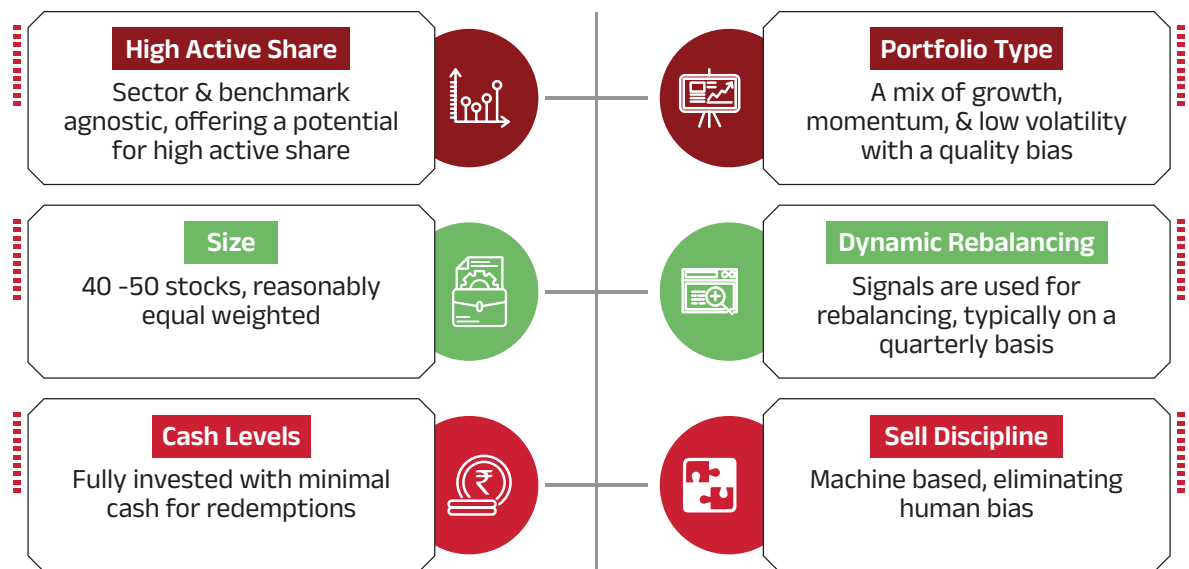 High Active Share
Sector & benchmark
agnostic, offering a potential
for high active share
Portfolio Type
A mix of growth,
momentum, & low volatility
with a quality bias
Size
40 -50 stocks, reasonably
equal weighted
Dynamic Rebalancing
Signals are used for
rebalancing, typically on a
quarterly basis
Cash Levels
Fully invested with minimal
cash for redemptions
₹
Sell Discipline
Machine based, eliminating
human bias